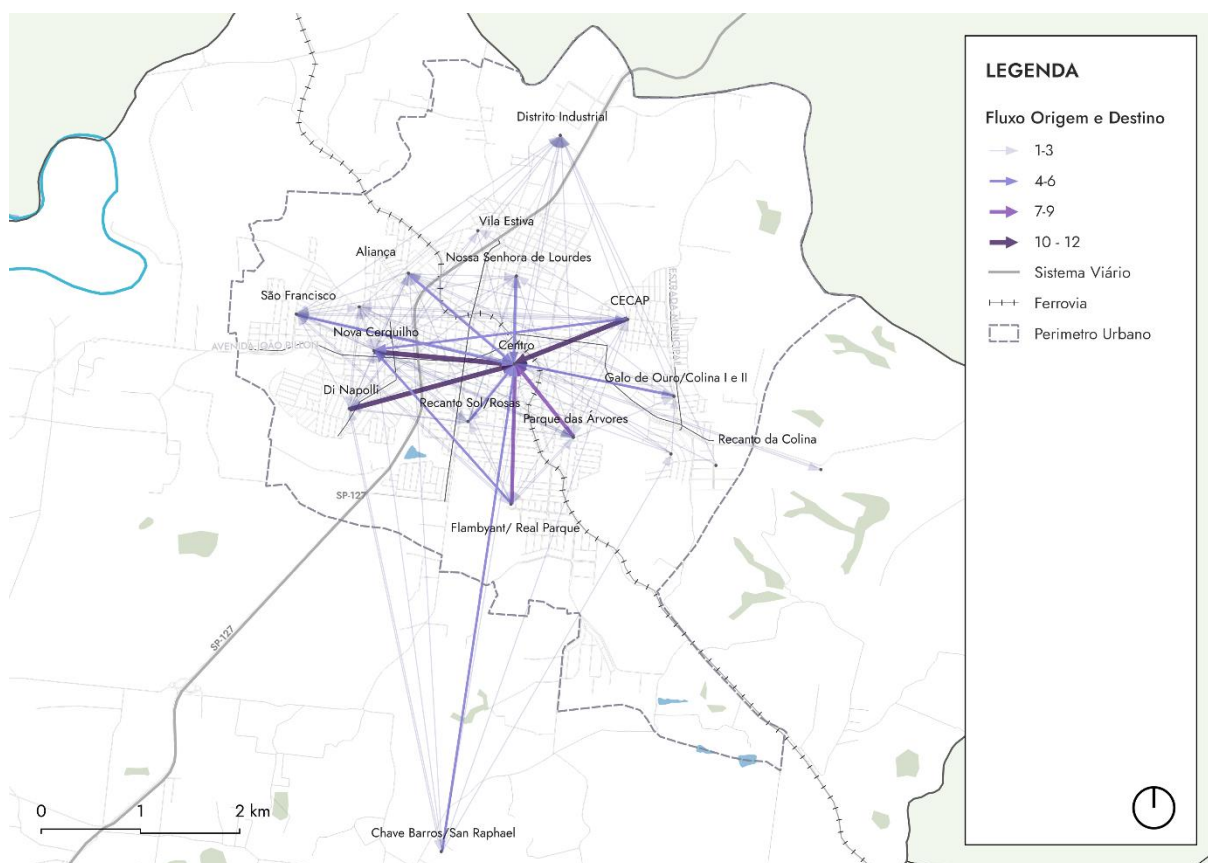 Distrito Industrial
Vila Estiva
Aliança
Nossa Senhora de Lourdes
São Francisco
CECAP
ESTRADA MUNICIPAL
Nova Cerquilho
AVENIDA JOÃO PILON
Centro
Di Napolli
Galo de Ouro/Colina I e II
Recanto Sol/Rosas
Parque das Árvores
Recanto da Colina
SP-127
Flambyant/ Real Parque
SP-127
Chave Barros/San Raphael
0 1 2 km
LEGENDA
Fluxo Origem e Destino
1-3
4-6
7-9
10 - 12
Sistema Viário
Ferrovia
Perimetro Urbano